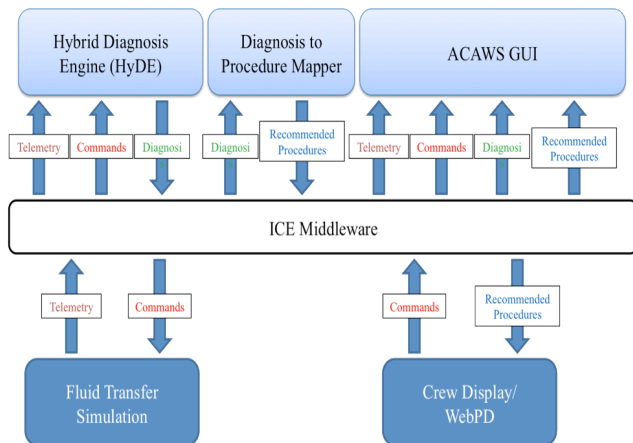 Hybrid Diagnosis
Engine (HyDE)
Diagnosis to
Procedure Mapper
ACAWS GUI
Telemetry
Commands
Diagnosi
Diagnosi
Recommended
Procedures
Telemetry
Commands
Diagnosi
Recommended
Procedures
ICE Middleware
Telemetry
Commands
Commands
Recommended
Procedures
Fluid Transfer
Simulation
Crew Display/
WebPD